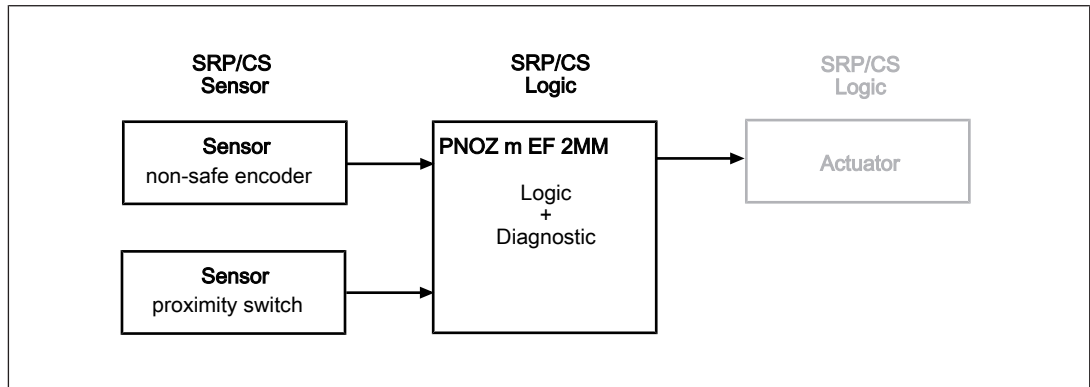 SRP/CS
Sensor
SRP/CS
Logic
SRP/CS
Logic
Sensor
non-safe encoder
PNOZ m EF 2MM
Logic
+
Diagnostic
Actuator
Sensor
proximity switch